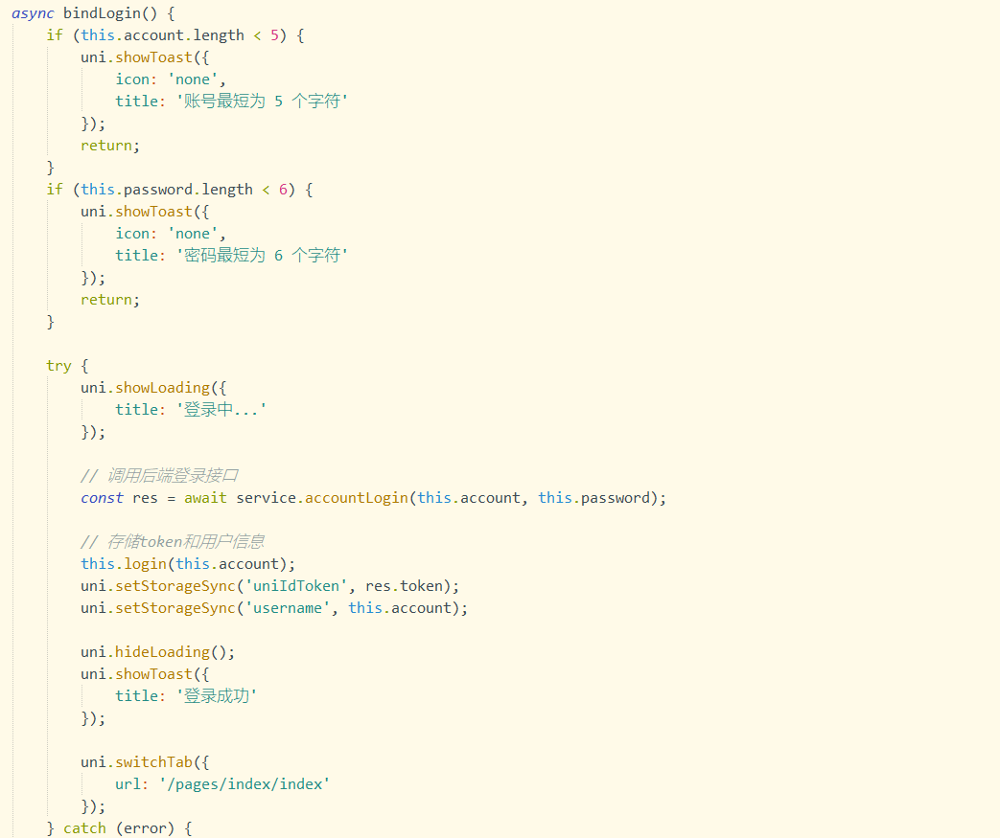 async bindLogin() {
if (this.account.length < 5) {
uni.showToast({
icon: 'none',
title: '账号最短为 5 个字符'
});
return;
}
if (this.password.length < 6) {
uni.showToast({
icon: 'none',
title: '密码最短为 6 个字符'
});
return;
}
try {
uni.showLoading({
title: '登录中...'
});
// 调用后端登录接口
const res = await service.accountLogin(this.account, this.password);
// 存储token和用户信息
this.login(this.account);
uni.setStorageSync('uniIdToken', res.token);
uni.setStorageSync('username', this.account);
uni.hideLoading();
uni.showToast({
title: '登录成功'
});
uni.switchTab({
url: '/pages/index/index'
});
} catch (error) {